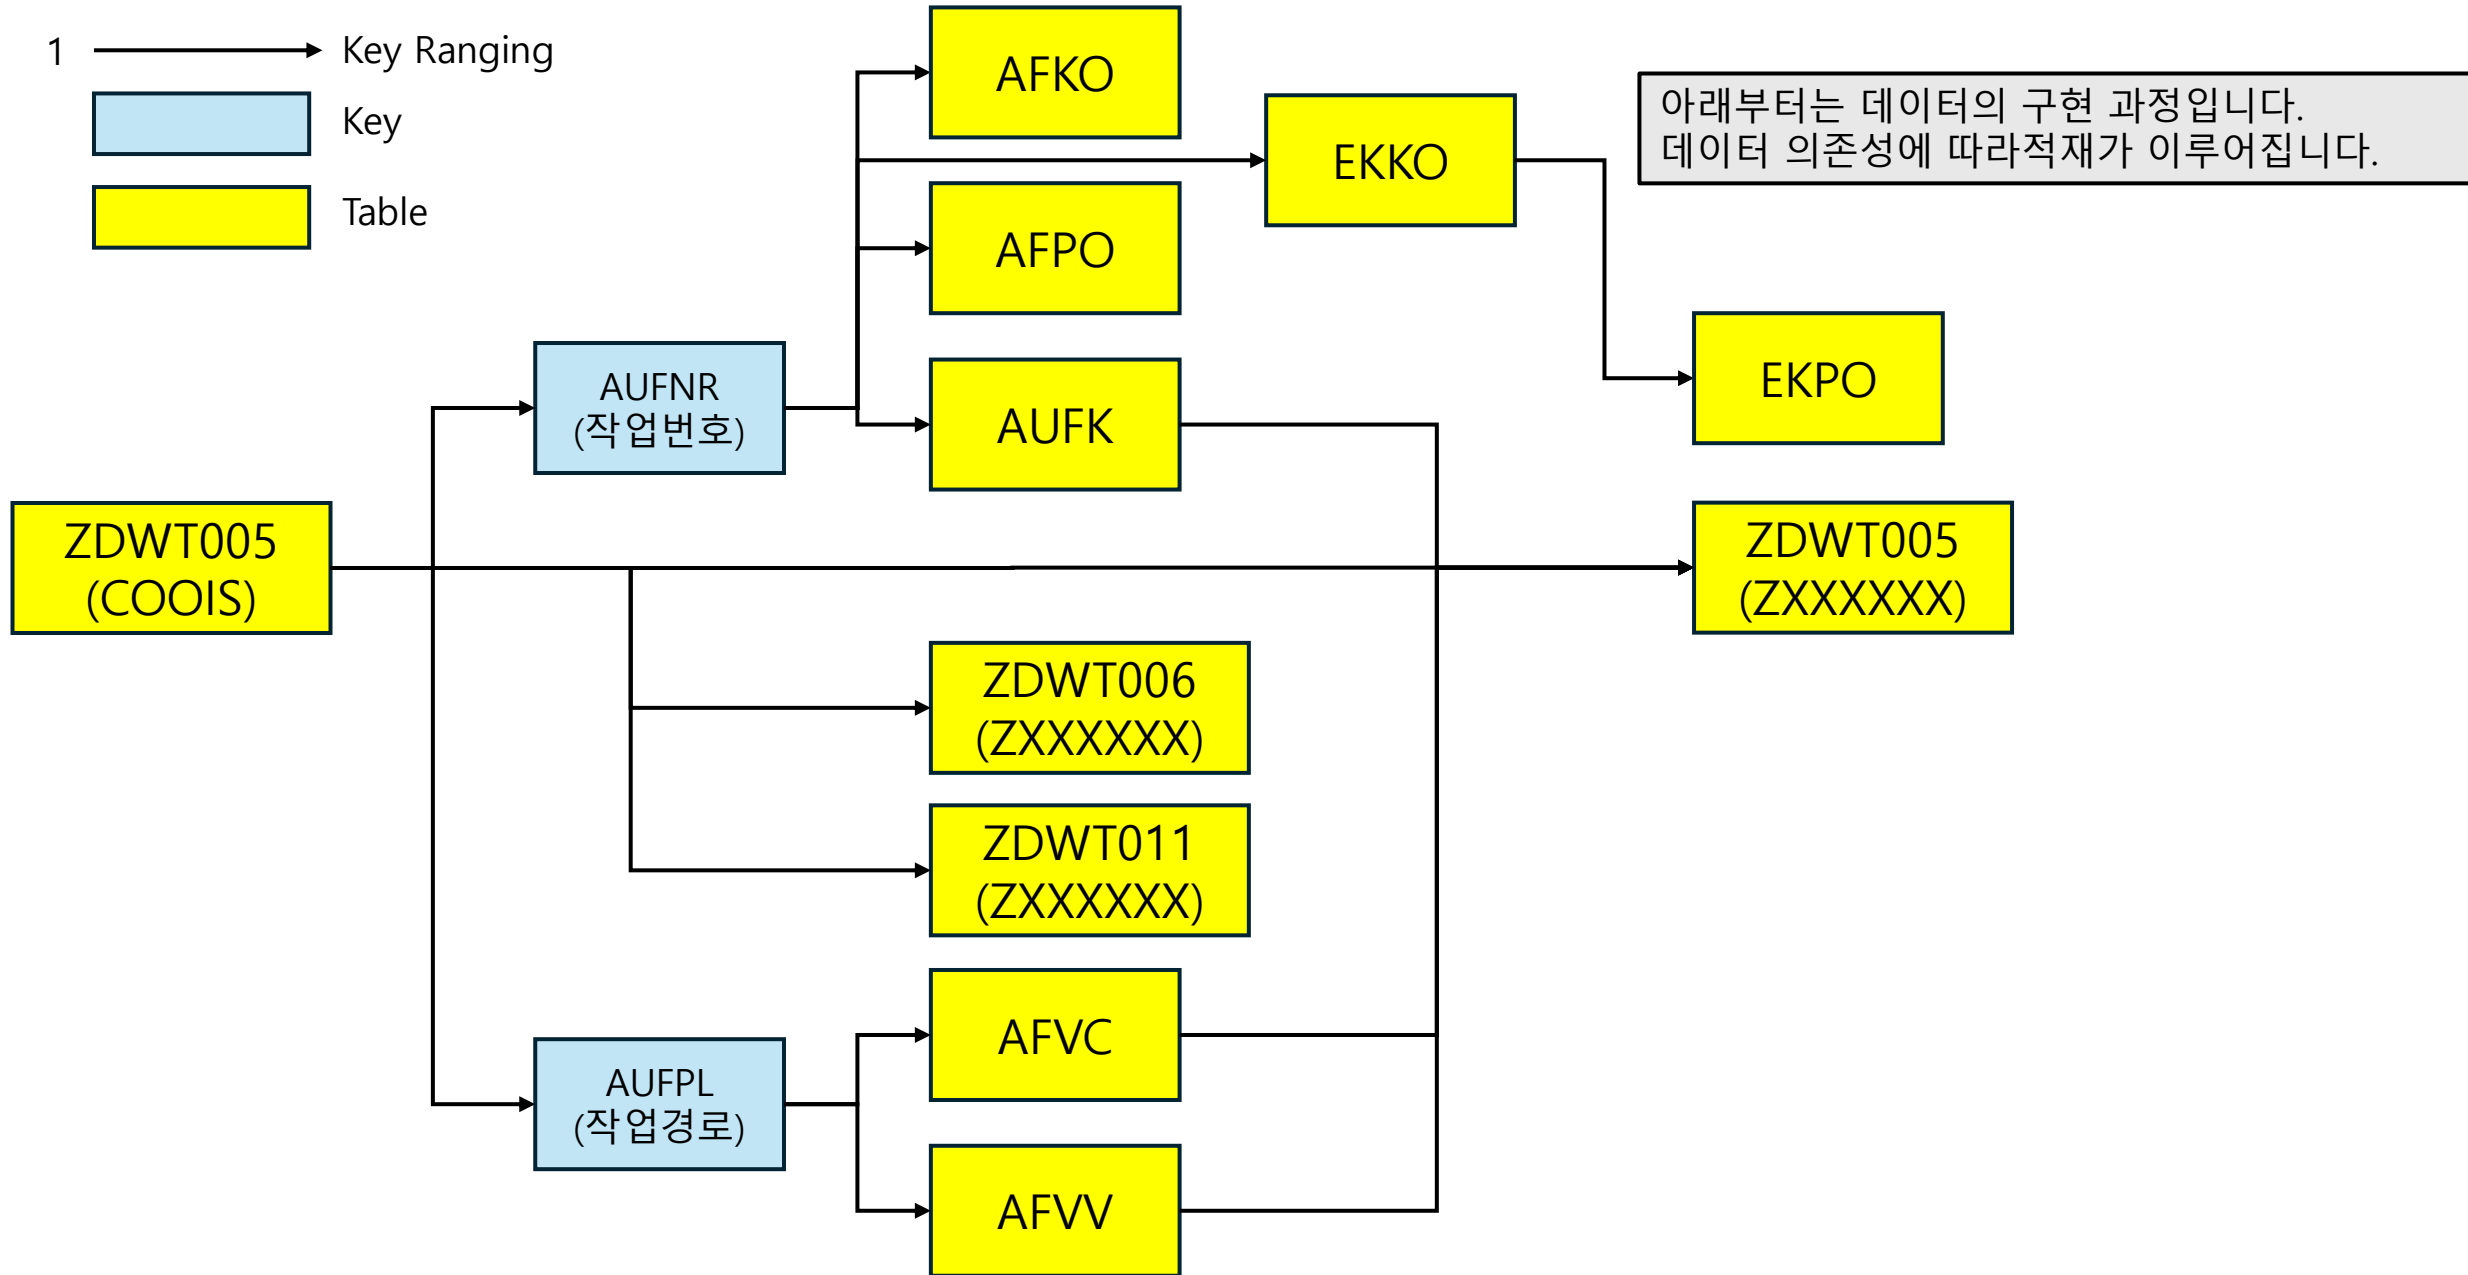 1
Key Ranging
Key
Table
아래부터는 데이터의 구현 과정입니다.
데이터 의존성에 따라적재가 이루어집니다.
AFKO
EKKO
AFPO
AUFNR
(작업번호)
AUFK
EKPO
ZDWT005
(COOIS)
ZDWT005
(ZXXXXXX)
ZDWT006
(ZXXXXXX)
ZDWT011
(ZXXXXXX)
AUFPL
(작업경로)
AFVC
AFVV